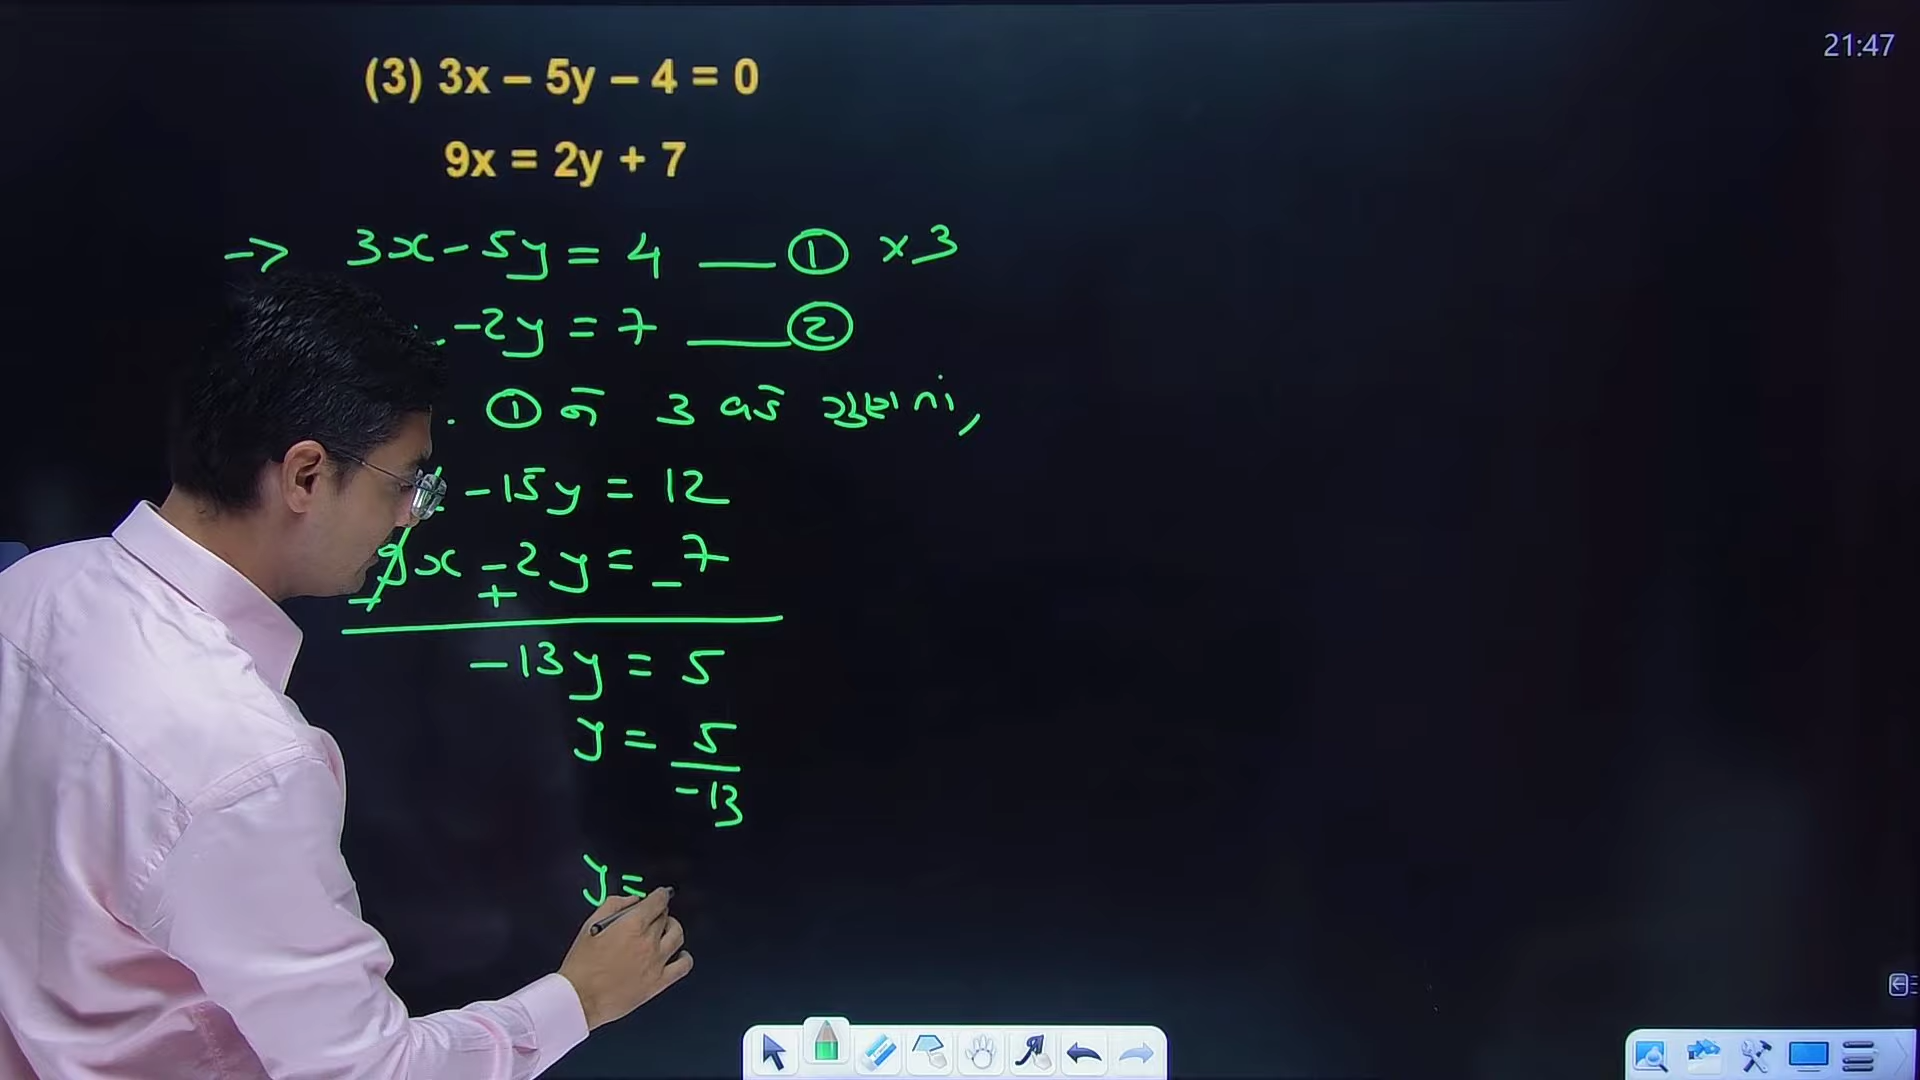 21:47
(3) 3x – 5y – 4 = 0
9x = 2y + 7
-> 3x - 5y = 4 __ ① ×3
-2y = 7 __ ②
① ને 3 વડે ગુણતાં,
-15y = 12
9x - 2y = 7
- + -
-13y = 5
y = 5/-13
y =